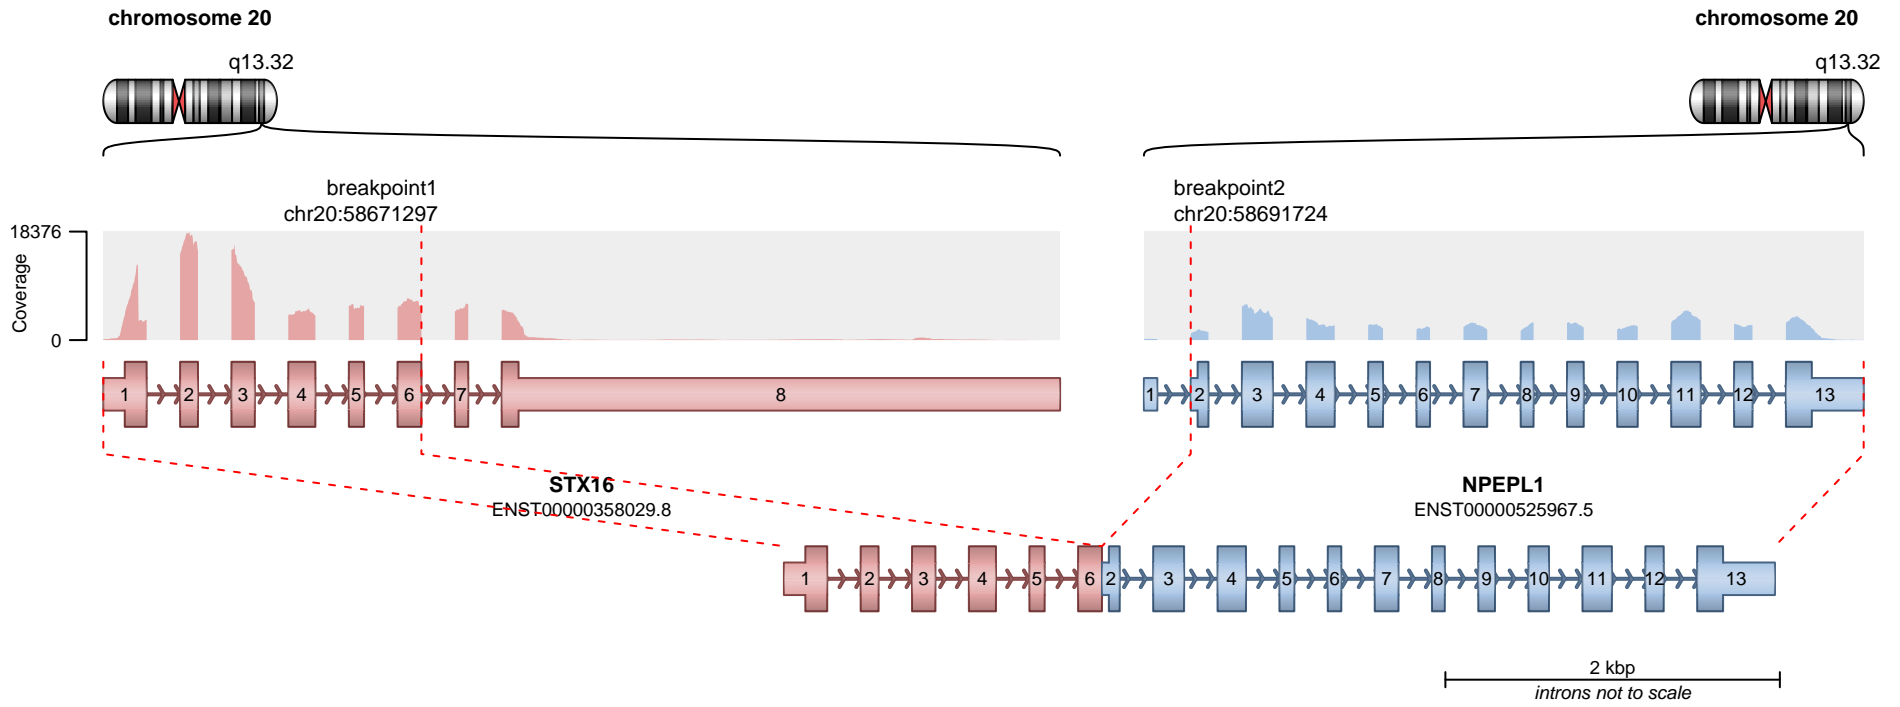 chromosome 20
chromosome 20
q13.32
q13.32
breakpoint1
chr20:58671297
breakpoint2
chr20:58691724
18376
Coverage
0
1 2 3 4 5 6 7 8
1 2 3 4 5 6 7 8 9 10 11 12 13
STX16
ENST00000358029.8
NPEPL1
ENST00000525967.5
1 2 3 4 5 6 2 3 4 5 6 7 8 9 10 11 12 13
2 kbp
introns not to scale